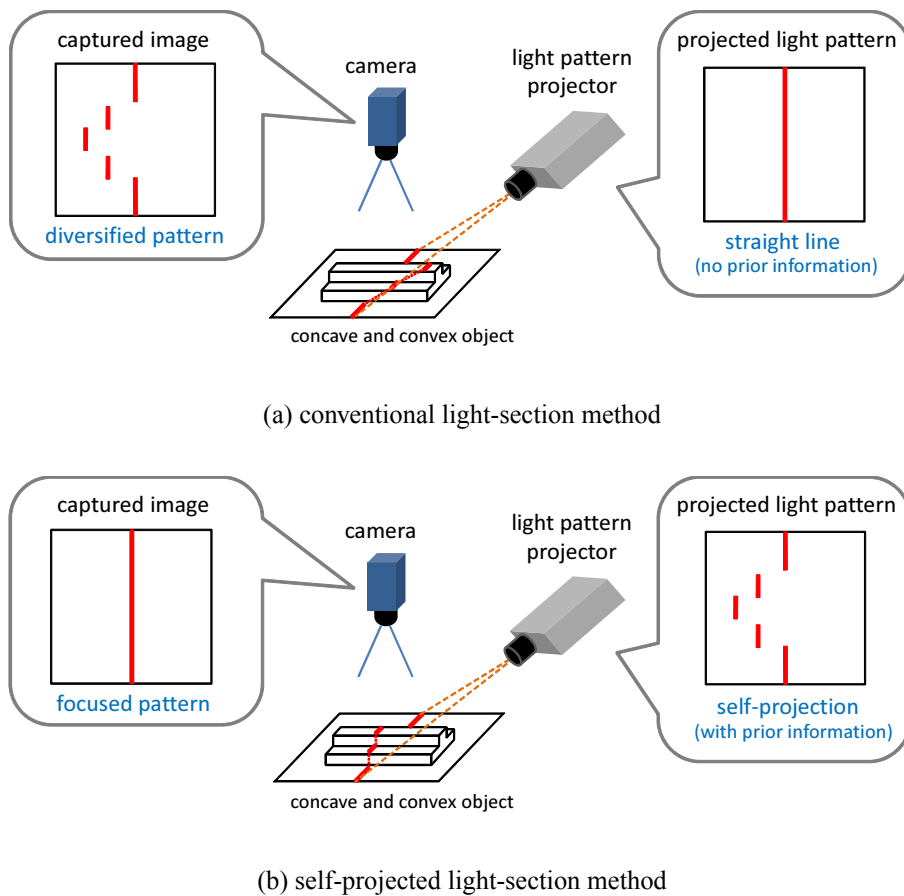 captured image
diversified pattern
camera
light pattern
projector
projected light pattern
straight line
(no prior information)
concave and convex object
(a) conventional light-section method
captured image
focused pattern
camera
light pattern
projector
projected light pattern
self-projection
(with prior information)
concave and convex object
(b) self-projected light-section method